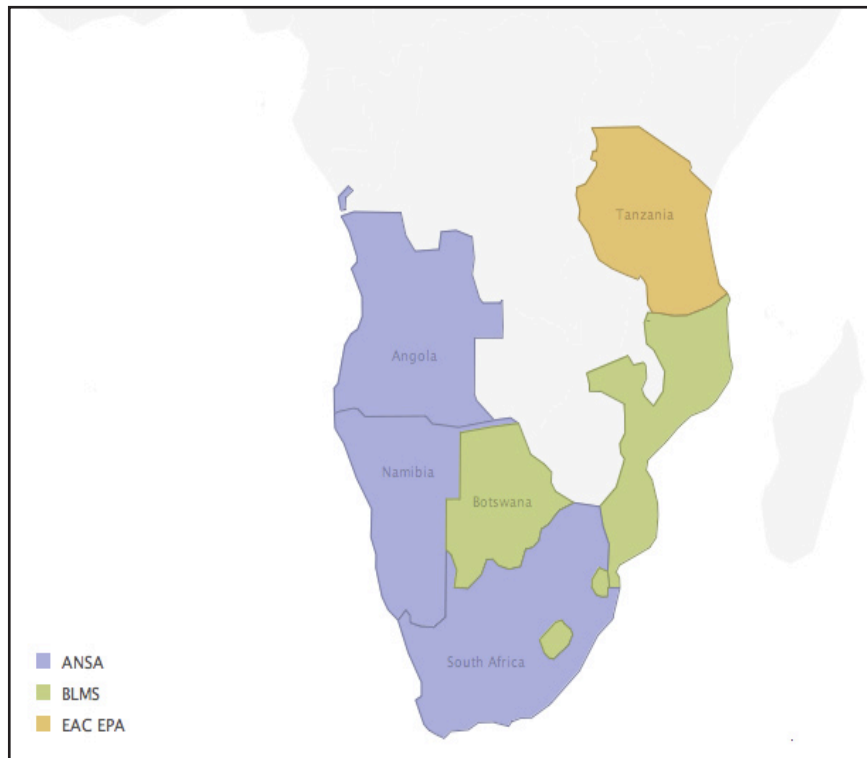 Tanzania
Angola
Namibia
Botswana
South Africa
ANSA
BLMS
EAC EPA